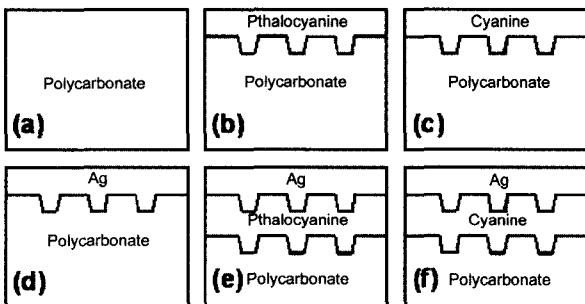 Polycarbonate
(a)
Pthalocyanine
Polycarbonate
(b)
Cyanine
Polycarbonate
(c)
Ag
Polycarbonate
(d)
Ag
Pthalocyanine
Polycarbonate
(e)
Ag
Cyanine
Polycarbonate
(f)